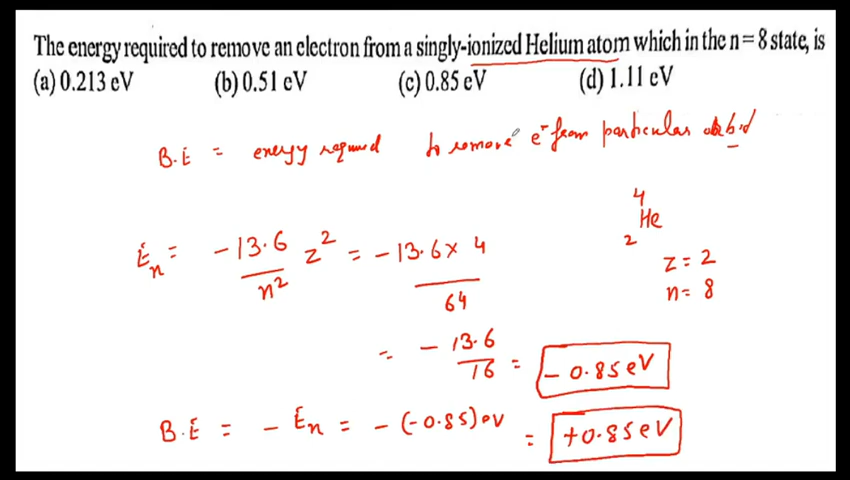 The energy required to remove an electron from a singly-ionized Helium atom which in the n = 8 state, is
(a) 0.213 eV (b) 0.51 eV (c) 0.85 eV (d) 1.11 eV
B.E = energy required to remove e⁻ from particular orbit
4
He
2
Eₙ = -13.6/n² z² = -13.6 × 4/64
z = 2
n = 8
= -13.6/16 = -0.85 eV
B.E = - Eₙ = - (-0.85) eV = +0.85 eV